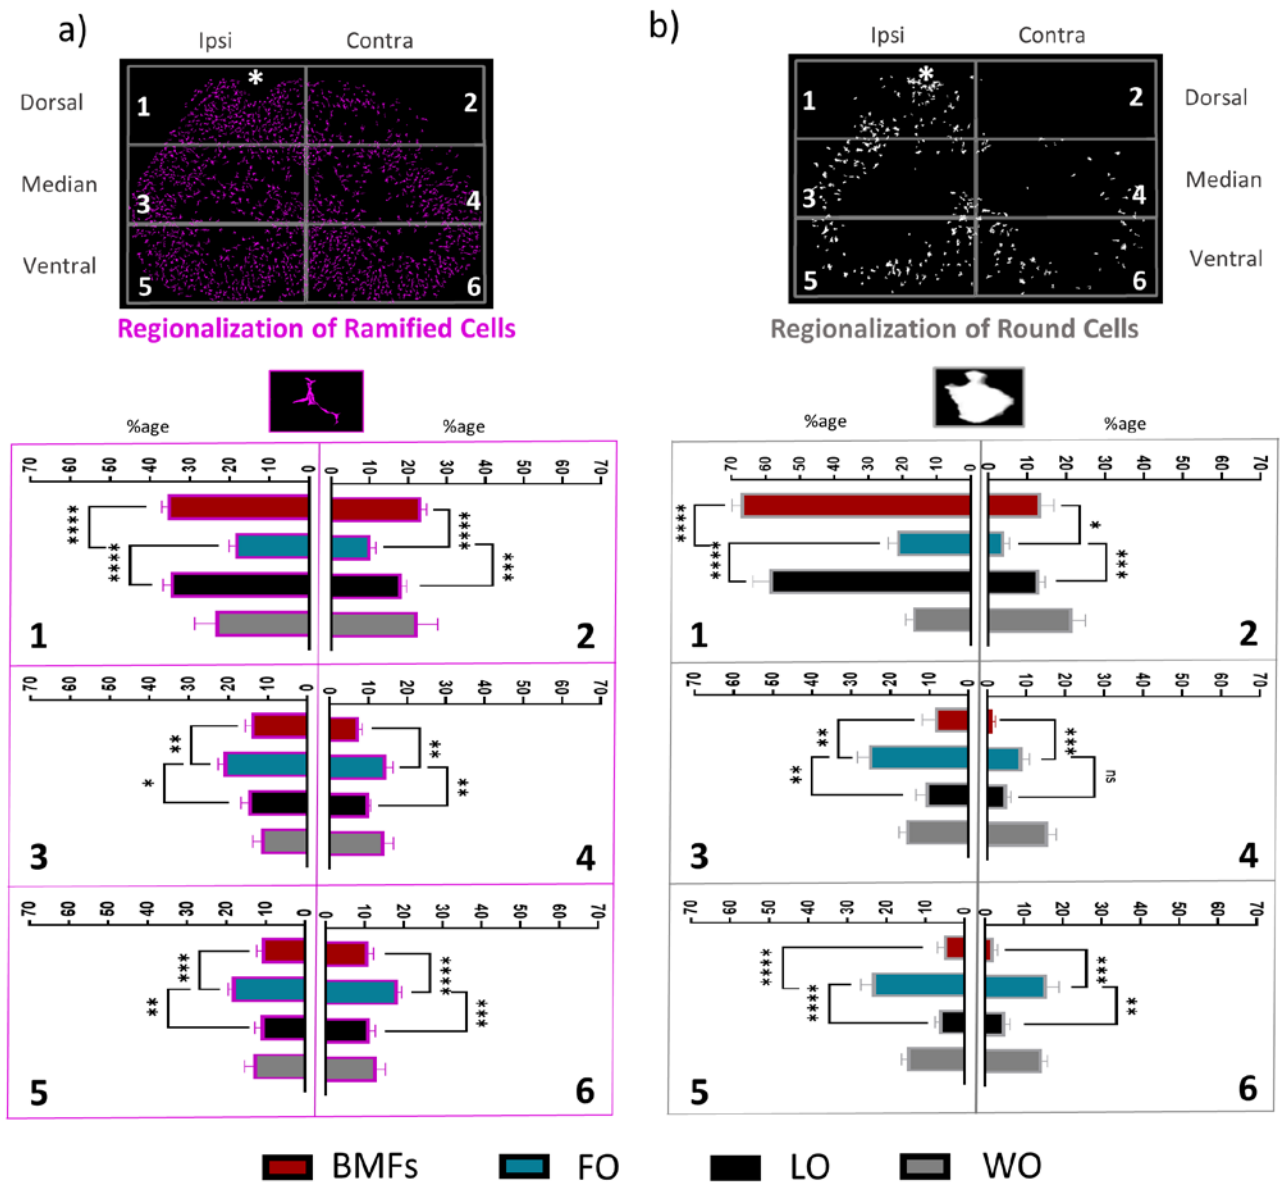 a)
Ipsi Contra
Dorsal
Median
Ventral
* 1 2
3 4
5 6
Regionalization of Ramified Cells
%age %age
70 60 50 40 30 20 10 0 0 10 20 30 40 50 60 70
**** **** **** ***
1 2
70 60 50 40 30 20 10 0 0 10 20 30 40 50 60 70
** * ** **
3 4
70 60 50 40 30 20 10 0 0 10 20 30 40 50 60 70
*** ** **** ***
5 6
b)
Ipsi Contra
* 1 2
3 4
5 6
Dorsal
Median
Ventral
Regionalization of Round Cells
%age %age
70 60 50 40 30 20 10 0 0 10 20 30 40 50 60 70
**** **** * ***
1 2
70 60 50 40 30 20 10 0 0 10 20 30 40 50 60 70
** ** *** ns
3 4
70 60 50 40 30 20 10 0 0 10 20 30 40 50 60 70
**** **** *** **
5 6
BMFs FO LO WO